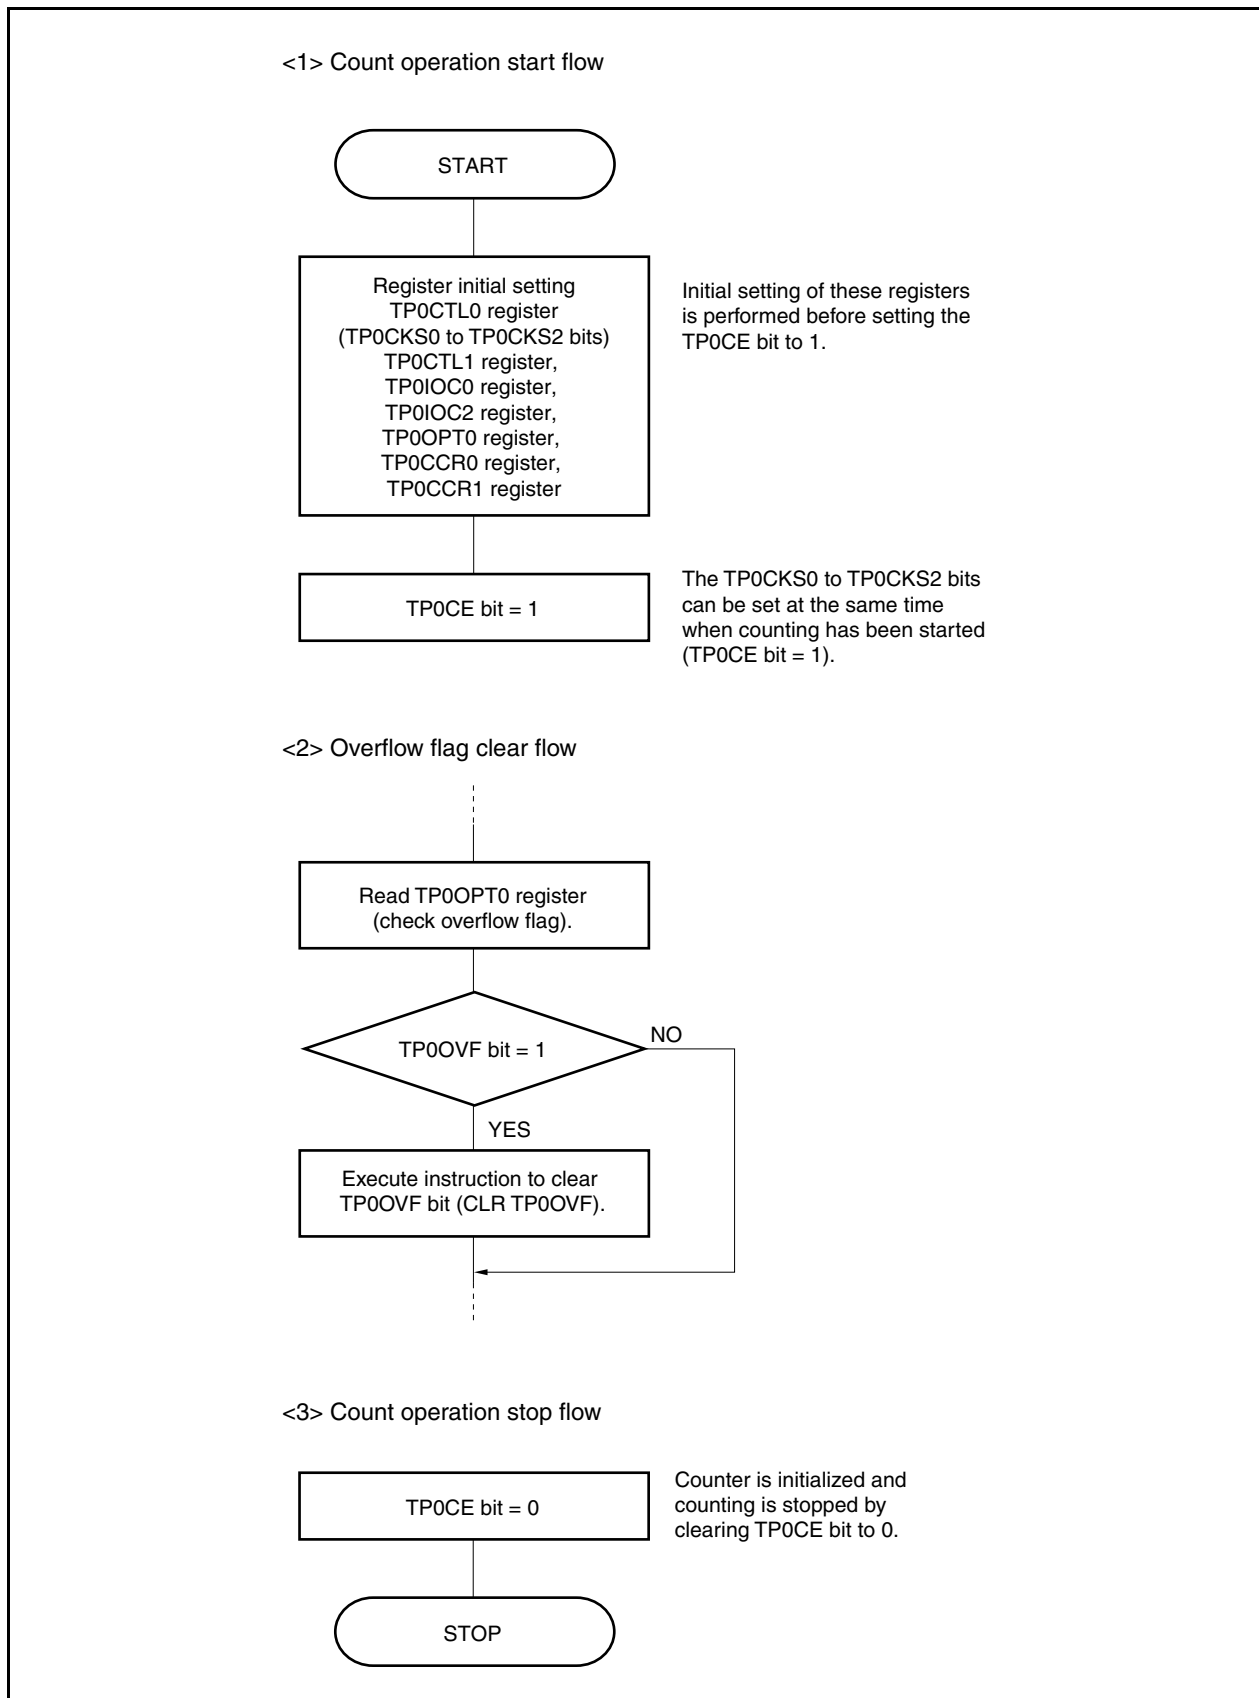 <1> Count operation start flow
START
Register initial setting
TP0CTL0 register
(TP0CKS0 to TP0CKS2 bits)
TP0CTL1 register,
TP0IOC0 register,
TP0IOC2 register,
TP0OPT0 register,
TP0CCR0 register,
TP0CCR1 register
Initial setting of these registers
is performed before setting the
TP0CE bit to 1.
TP0CE bit = 1
The TP0CKS0 to TP0CKS2 bits
can be set at the same time
when counting has been started
(TP0CE bit = 1).
<2> Overflow flag clear flow
Read TP0OPT0 register
(check overflow flag).
TP0OVF bit = 1
NO
YES
Execute instruction to clear
TP0OVF bit (CLR TP0OVF).
<3> Count operation stop flow
TP0CE bit = 0
Counter is initialized and
counting is stopped by
clearing TP0CE bit to 0.
STOP